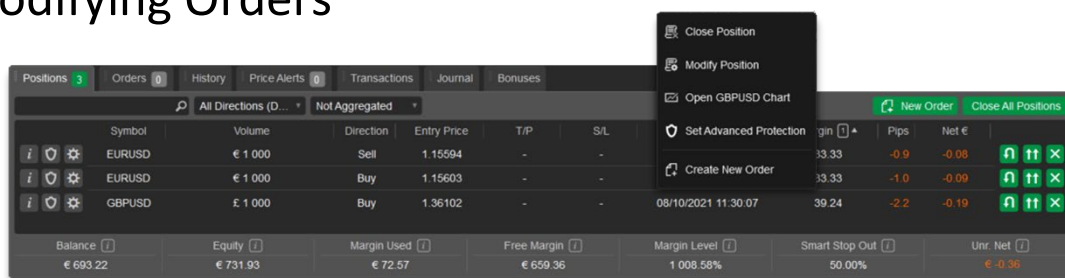 odifying Orders
Close Position
Modify Position
Open GBPUSD Chart
Set Advanced Protection
Create New Order
Positions 3 Orders 0 History Price Alerts 0 Transactions Journal Bonuses
All Directions (D... Not Aggregated New Order Close All Positions
Symbol Volume Direction Entry Price T/P S/L 1 Pips Net €
EURUSD € 1 000 Sell 1.15594 - - 33.33 -0.9 -0.08
EURUSD € 1 000 Buy 1.15603 - - 33.33 -1.0 -0.09
GBPUSD £ 1 000 Buy 1.36102 - - 08/10/2021 11:30:07 39.24 -2.2 -0.19
Balance Equity Margin Used Free Margin Margin Level Smart Stop Out Unr. Net
€ 693.22 € 731.93 € 72.57 € 659.36 1 008.58% 50.00% € -0.36